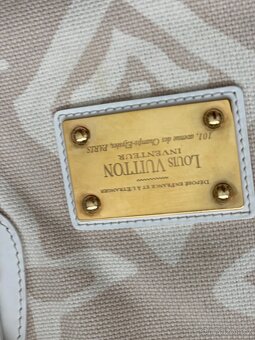 LOUIS VUITTON
INVENTEUR
101, avenue des Champs-Elysées, PARIS
DÉPOSÉ EN FRANCE ET A L'ÉTRANGER